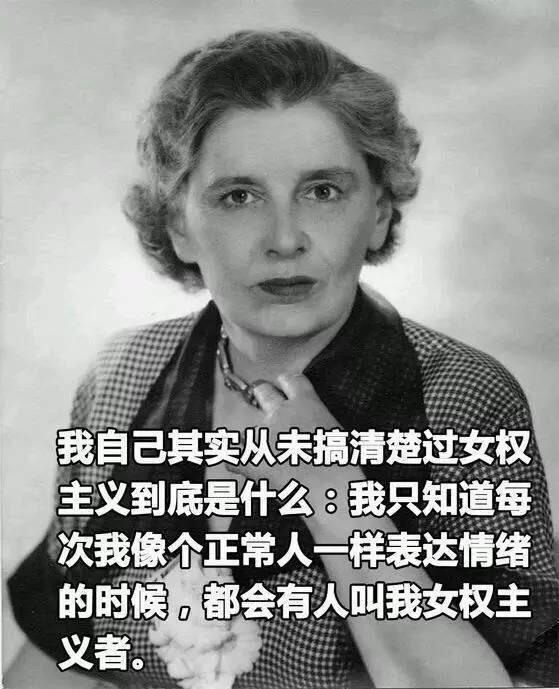 我自己其实从未搞清楚过女权
主义到底是什么：我只知道每
次我像个正常人一样表达情绪
的时候，都会有人叫我女权主
义者。